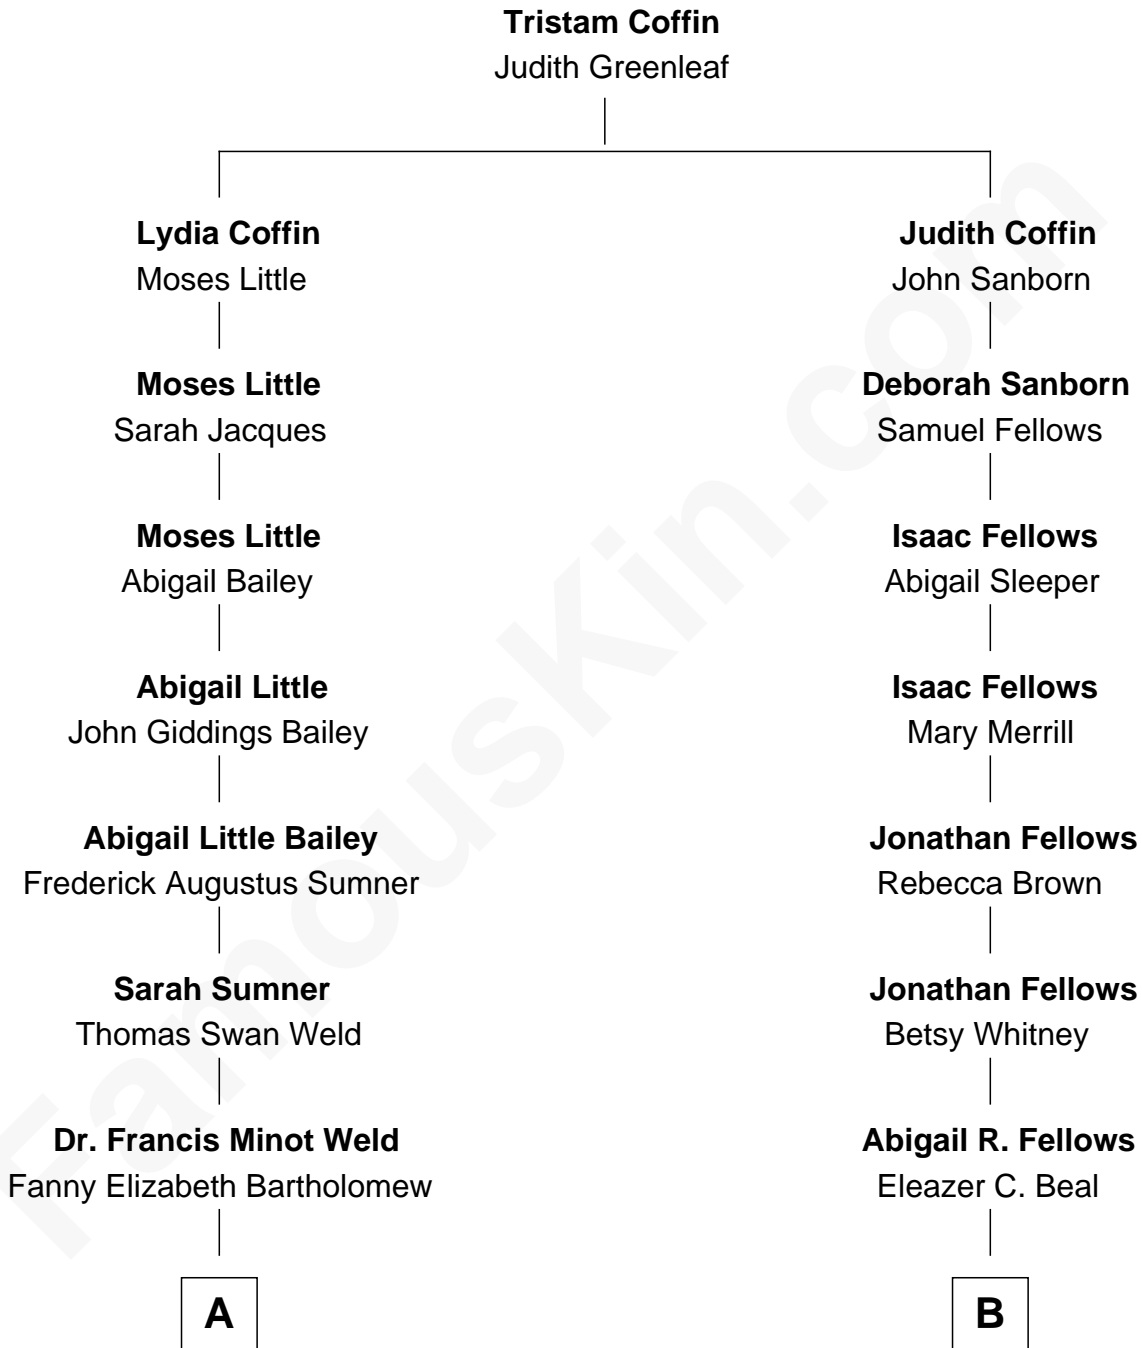 Tristam Coffin
Judith Greenleaf
Lydia Coffin
Moses Little
Judith Coffin
John Sanborn
Moses Little
Sarah Jacques
Deborah Sanborn
Samuel Fellows
Moses Little
Abigail Bailey
Isaac Fellows
Abigail Sleeper
Abigail Little
John Giddings Bailey
Isaac Fellows
Mary Merrill
Abigail Little Bailey
Frederick Augustus Sumner
Jonathan Fellows
Rebecca Brown
Sarah Sumner
Thomas Swan Weld
Jonathan Fellows
Betsy Whitney
Dr. Francis Minot Weld
Fanny Elizabeth Bartholomew
Abigail R. Fellows
Eleazer C. Beal
A
B
FamousKin.com